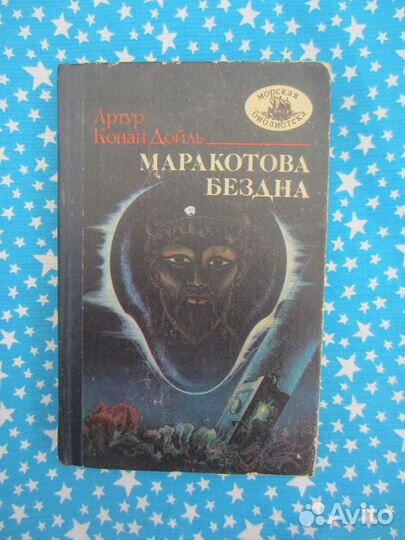 морская
библиотека
Артур
Конан Дойль
МАРАКОТОВА
БЕЗДНА
Avito